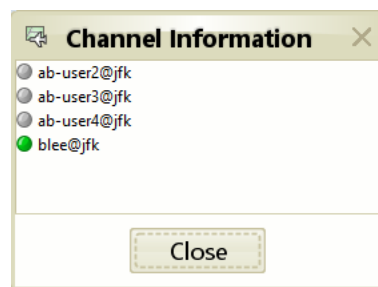 Channel Information
ab-user2@jfk
ab-user3@jfk
ab-user4@jfk
blee@jfk
Close